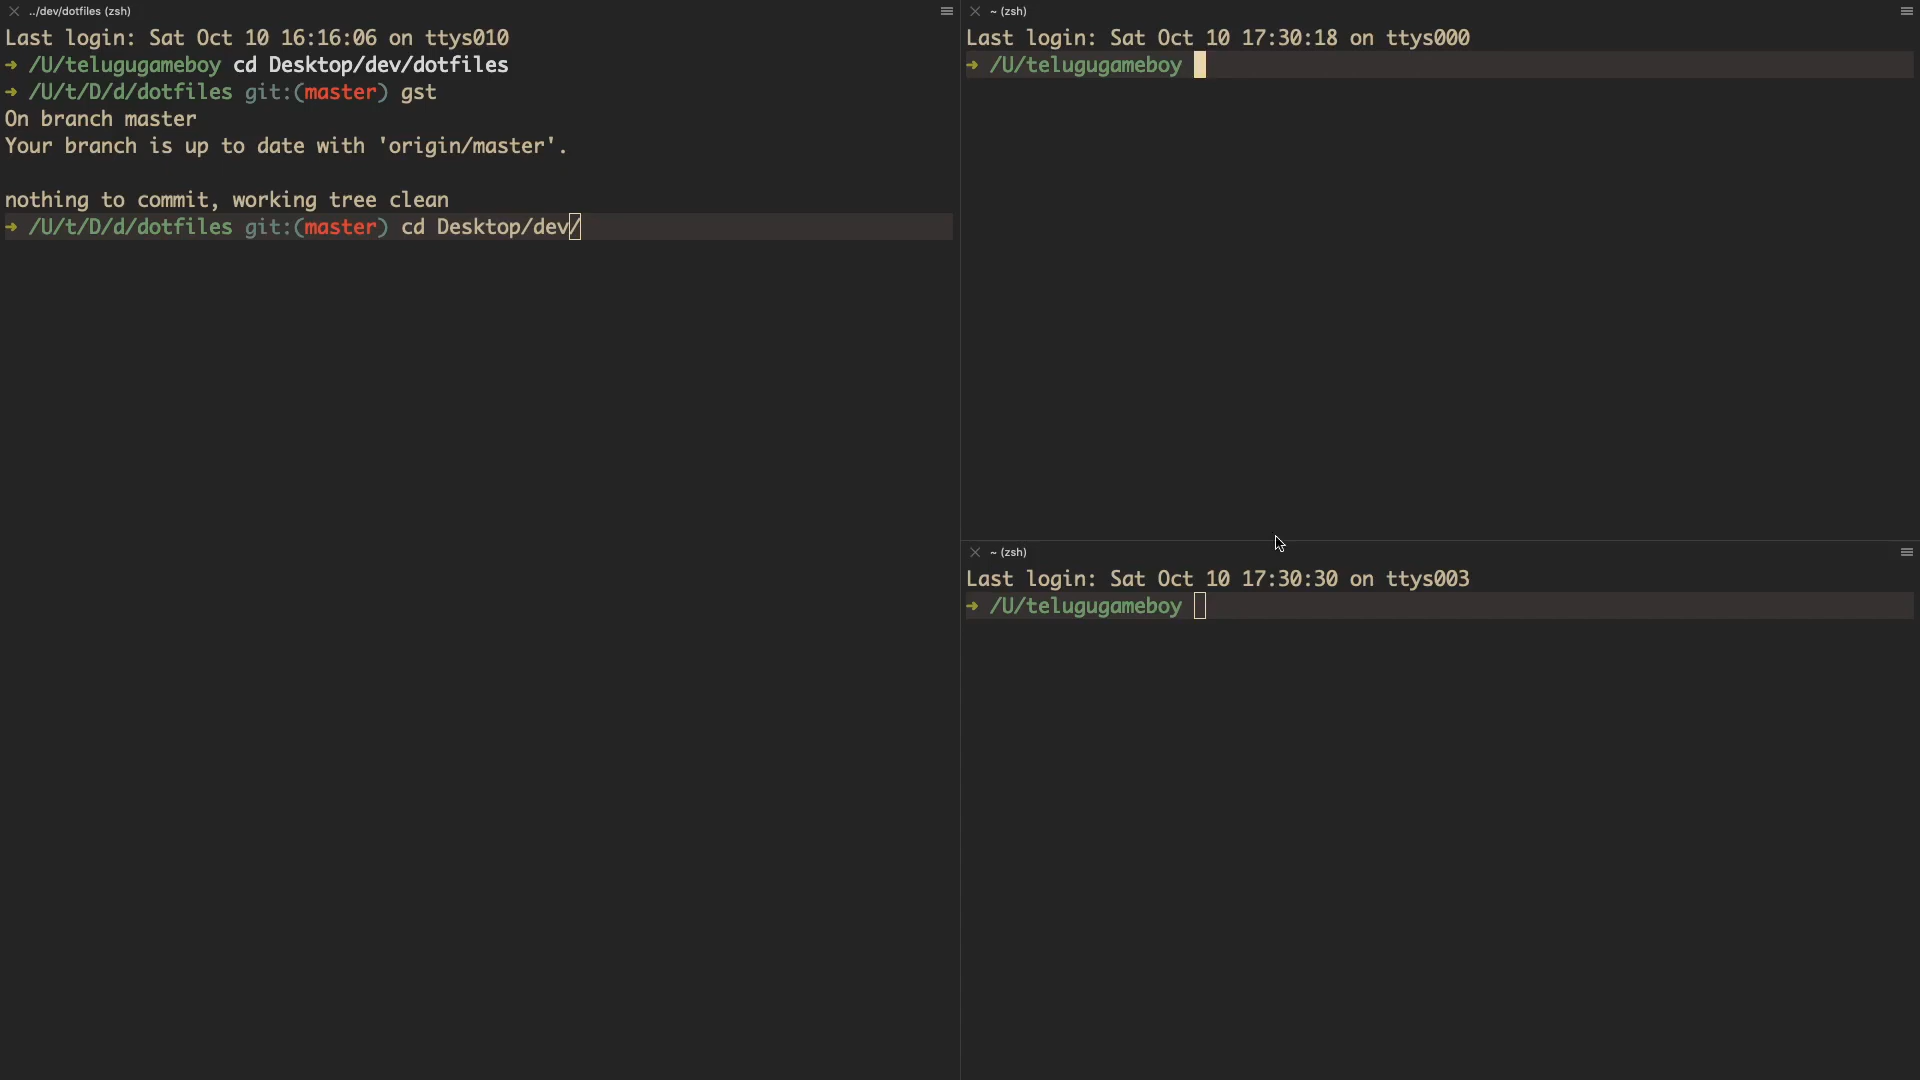 ../dev/dotfiles (zsh)
Last login: Sat Oct 10 16:16:06 on ttys010
➜ /U/telugugameboy cd Desktop/dev/dotfiles
➜ /U/t/D/d/dotfiles git:(master) gst
On branch master
Your branch is up to date with 'origin/master'.
nothing to commit, working tree clean
➜ /U/t/D/d/dotfiles git:(master) cd Desktop/dev/
~ (zsh)
Last login: Sat Oct 10 17:30:18 on ttys000
➜ /U/telugugameboy
~ (zsh)
Last login: Sat Oct 10 17:30:30 on ttys003
➜ /U/telugugameboy